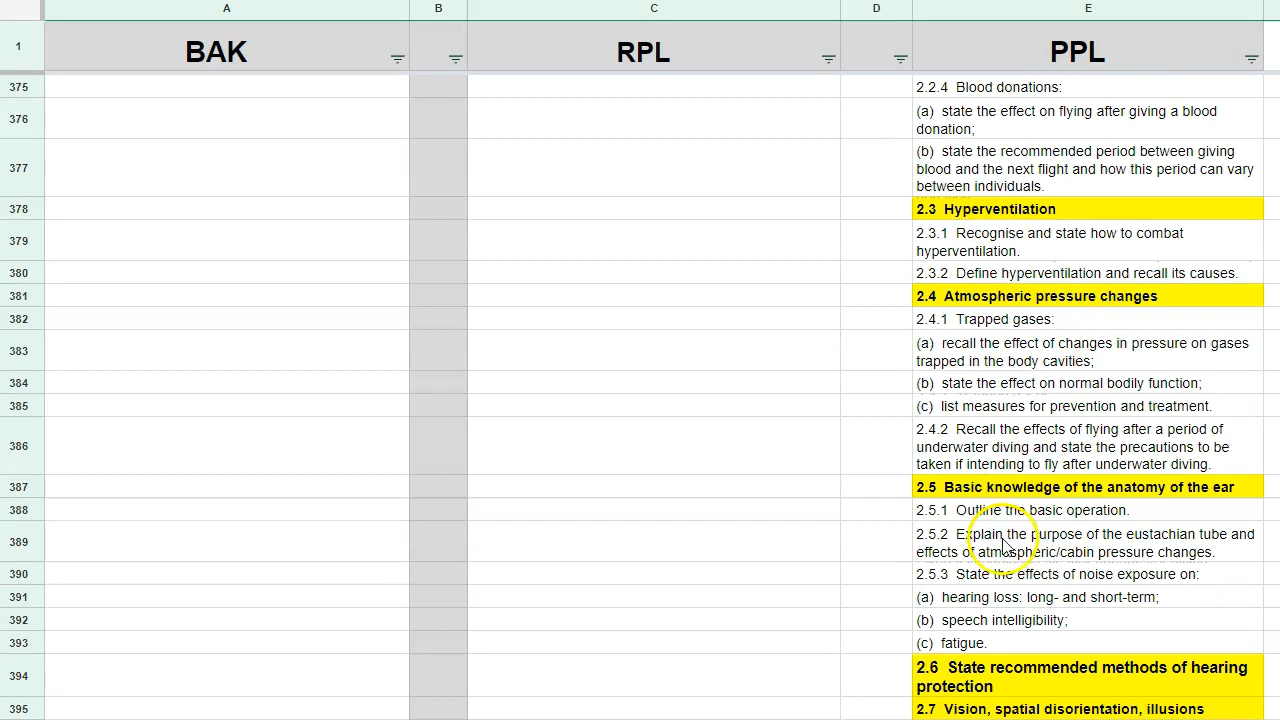 A B C D E
1 BAK RPL PPL
375 2.2.4 Blood donations:
376 (a) state the effect on flying after giving a blood
donation;
377 (b) state the recommended period between giving
blood and the next flight and how this period can vary
between individuals.
378 2.3 Hyperventilation
379 2.3.1 Recognise and state how to combat
hyperventilation.
380 2.3.2 Define hyperventilation and recall its causes.
381 2.4 Atmospheric pressure changes
382 2.4.1 Trapped gases:
383 (a) recall the effect of changes in pressure on gases
trapped in the body cavities;
384 (b) state the effect on normal bodily function;
385 (c) list measures for prevention and treatment.
386 2.4.2 Recall the effects of flying after a period of
underwater diving and state the precautions to be
taken if intending to fly after underwater diving.
387 2.5 Basic knowledge of the anatomy of the ear
388 2.5.1 Outline the basic operation.
389 2.5.2 Explain the purpose of the eustachian tube and
effects of atmospheric/cabin pressure changes.
390 2.5.3 State the effects of noise exposure on:
391 (a) hearing loss: long- and short-term;
392 (b) speech intelligibility;
393 (c) fatigue.
394 2.6 State recommended methods of hearing
protection
395 2.7 Vision, spatial disorientation, illusions